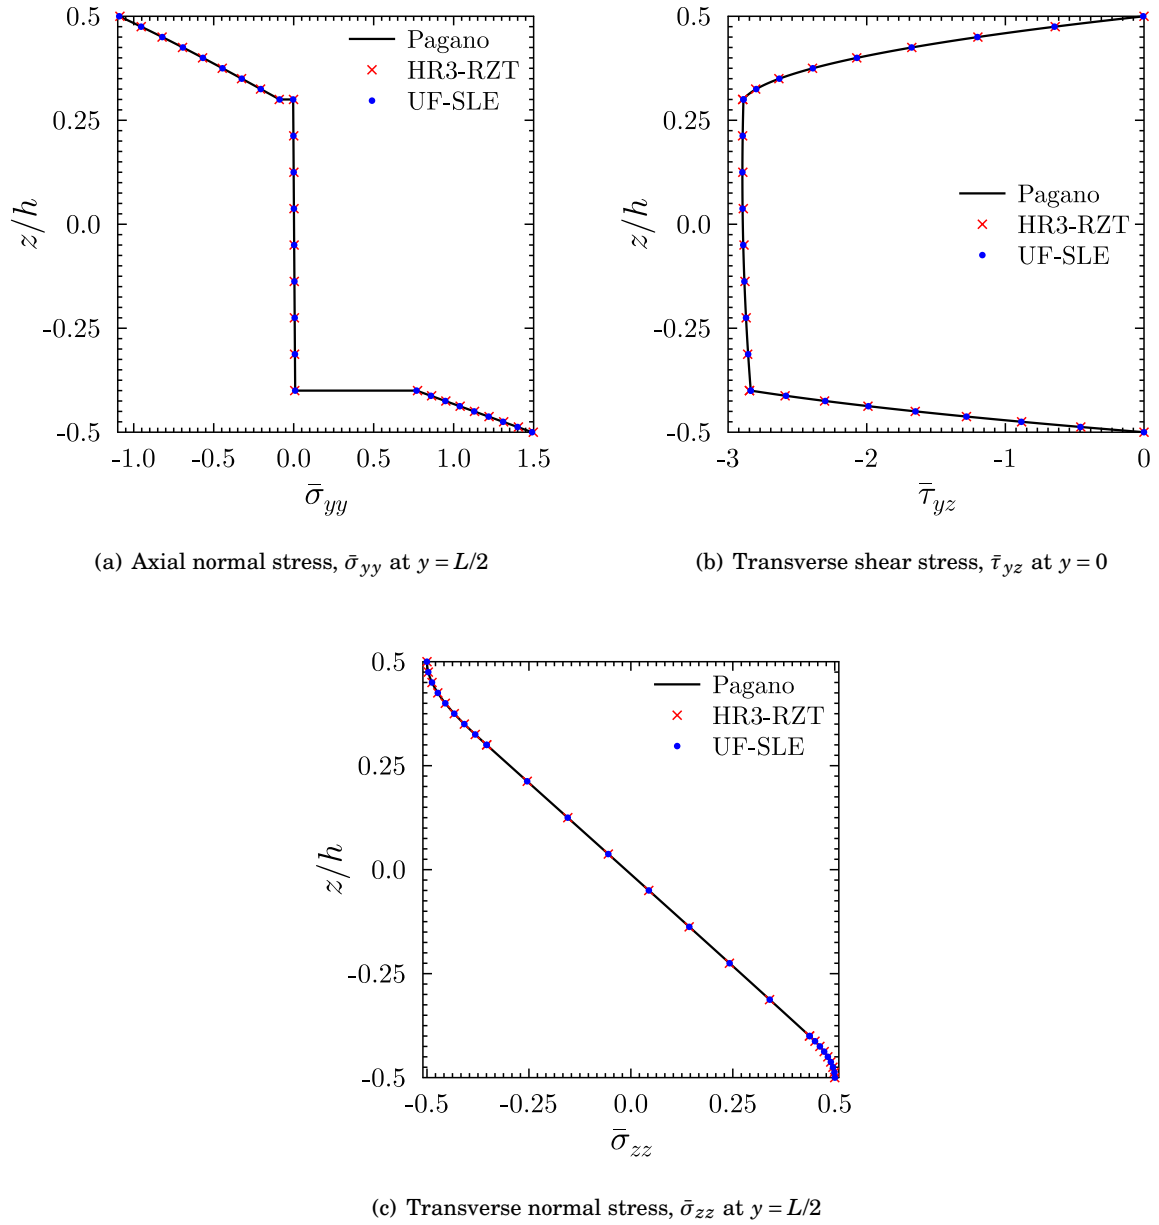 0.5
0.25
0.0
-0.25
-0.5
z/h
Pagano
HR3-RZT
UF-SLE
-1.0 -0.5 0.0 0.5 1.0 1.5
σ̄yy
(a) Axial normal stress, σ̄yy at y = L/2
0.5
0.25
0.0
-0.25
-0.5
z/h
Pagano
HR3-RZT
UF-SLE
-3 -2 -1 0
τ̄yz
(b) Transverse shear stress, τ̄yz at y = 0
0.5
0.25
0.0
-0.25
-0.5
z/h
Pagano
HR3-RZT
UF-SLE
-0.5 -0.25 0.0 0.25 0.5
σ̄zz
(c) Transverse normal stress, σ̄zz at y = L/2